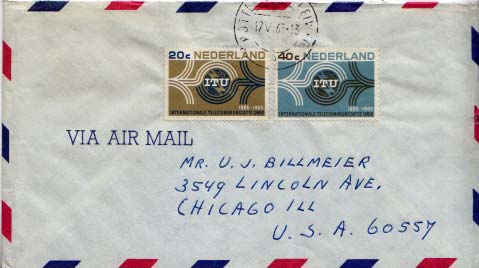 17 V
20c NEDERLAND
ITU
1865-1965
INTERNATIONALE TELECOMMUNICATIE UNIE
40c NEDERLAND
ITU
1865-1965
INTERNATIONALE TELECOMMUNICATIE UNIE
VIA AIR MAIL
MR. U. J. BILLMEIER
3549 LINCOLN AVE,
CHICAGO ILL
U. S. A. 60557